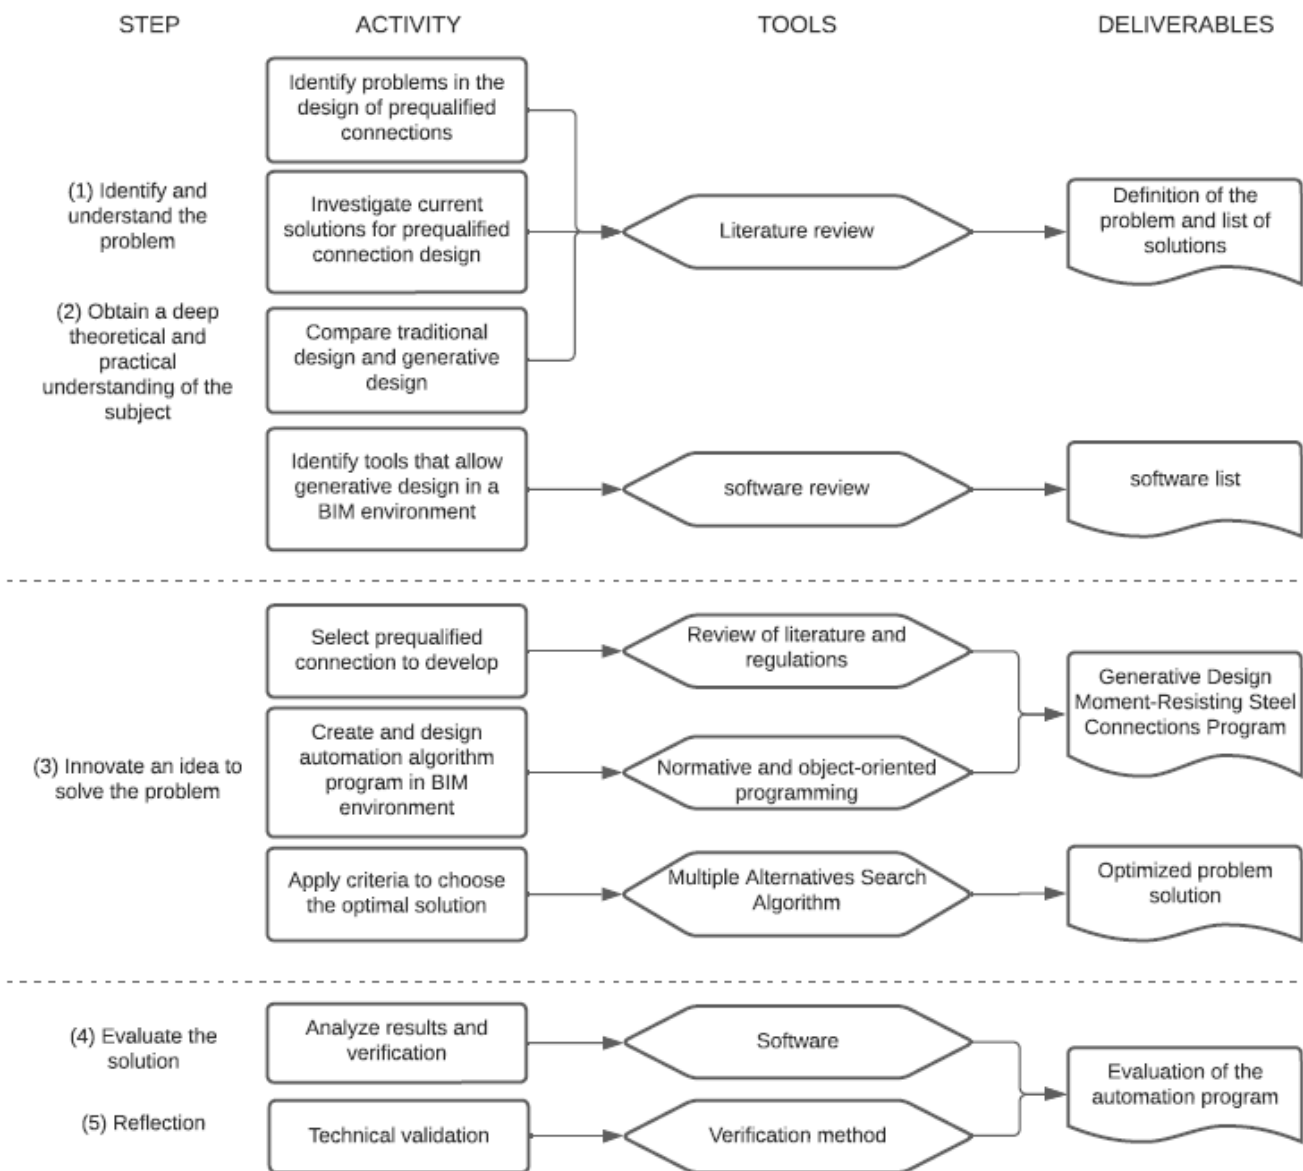 STEP
ACTIVITY
TOOLS
DELIVERABLES
(1) Identify and
understand the
problem
(2) Obtain a deep
theoretical and
practical
understanding of the
subject
Identify problems in the
design of prequalified
connections
Investigate current
solutions for prequalified
connection design
Compare traditional
design and generative
design
Literature review
Definition of the
problem and list of
solutions
Identify tools that allow
generative design in a
BIM environment
software review
software list
(3) Innovate an idea to
solve the problem
Select prequalified
connection to develop
Review of literature and
regulations
Create and design
automation algorithm
program in BIM
environment
Normative and object-oriented
programming
Generative Design
Moment-Resisting Steel
Connections Program
Apply criteria to choose
the optimal solution
Multiple Alternatives Search
Algorithm
Optimized problem
solution
(4) Evaluate the
solution
Analyze results and
verification
Software
(5) Reflection
Technical validation
Verification method
Evaluation of the
automation program